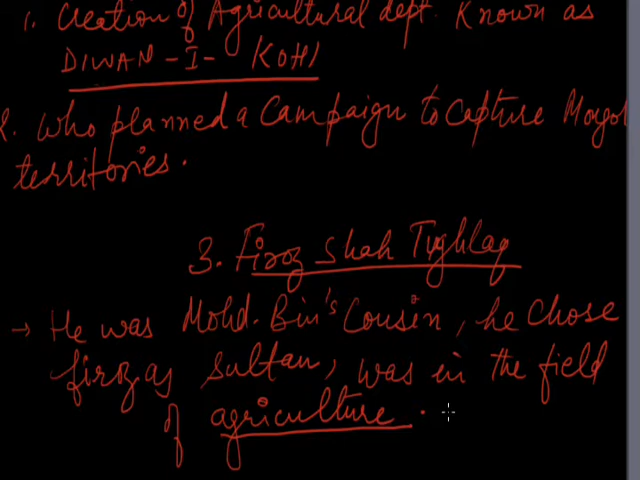 1. Creation of Agricultural dept. Known as
DIWAN-I- KOHI
2. Who planned a Campaign to Capture Mongol
territories.
3. Firoz Shah Tughlaq
→ He was Mohd. Bin's Cousin, he chose
firoz as Sultan, was in the field
of agriculture.